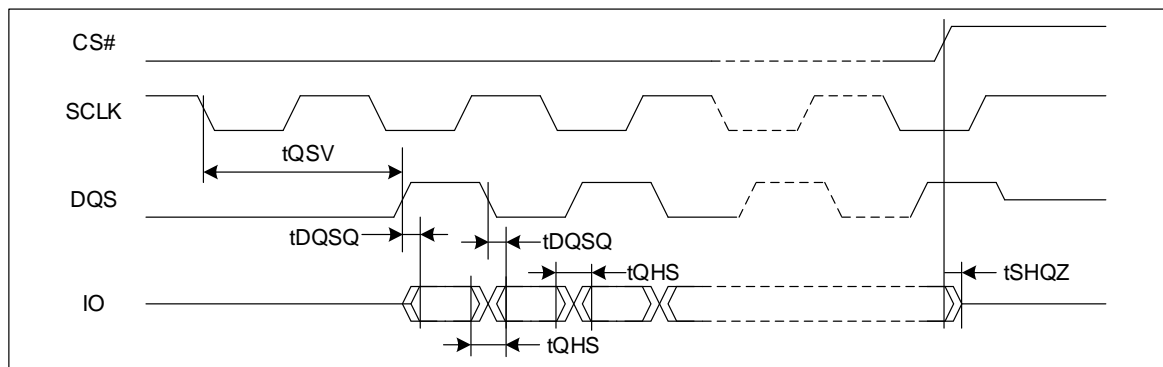 CS#
SCLK
tQSV
DQS
tDQSQ
tDQSQ
tQHS
tSHQZ
IO
tQHS